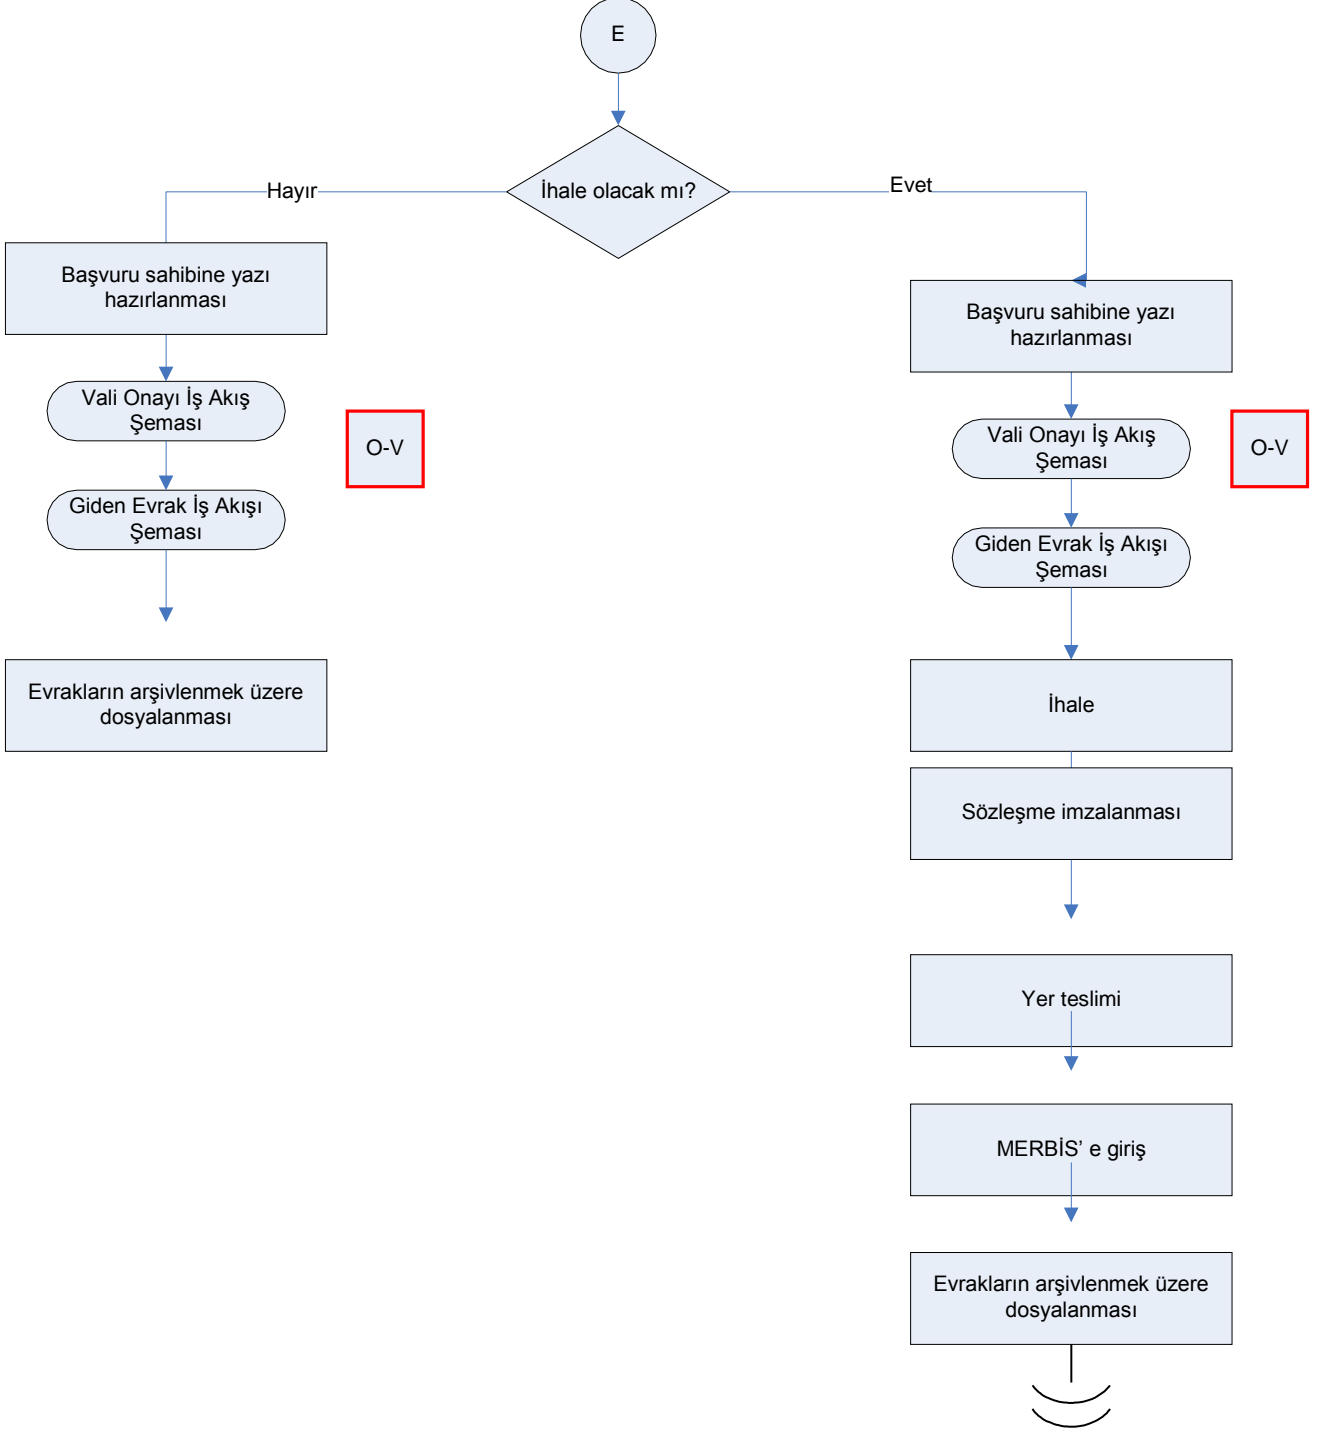 E
İhale olacak mı?
Hayır
Evet
Başvuru sahibine yazı
hazırlanması
Vali Onayı İş Akış
Şeması
O-V
Giden Evrak İş Akışı
Şeması
Evrakların arşivlenmek üzere
dosyalanması
Başvuru sahibine yazı
hazırlanması
Vali Onayı İş Akış
Şeması
O-V
Giden Evrak İş Akışı
Şeması
İhale
Sözleşme imzalanması
Yer teslimi
MERBİS’ e giriş
Evrakların arşivlenmek üzere
dosyalanması